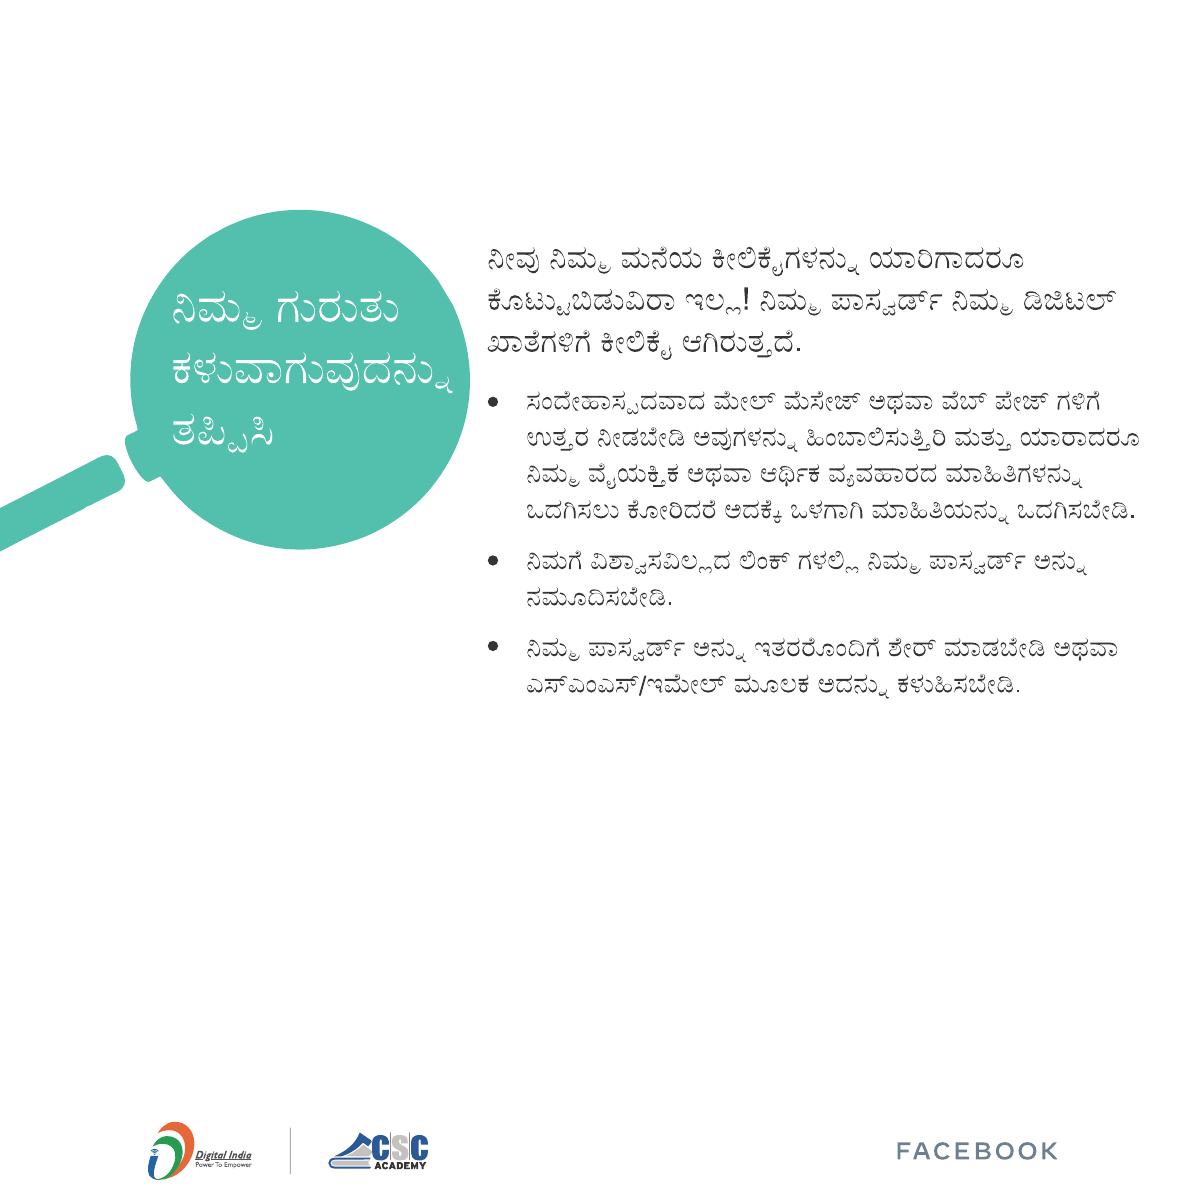 ನಿಮ್ಮ ಗುರುತು
ಕಳುವಾಗುವುದನ್ನು
ತಪ್ಪಿಸಿ
ನೀವು ನಿಮ್ಮ ಮನೆಯ ಕೀಲಿಕೈಗಳನ್ನು ಯಾರಿಗಾದರೂ
ಕೊಟ್ಟುಬಿಡುವಿರಾ ಇಲ್ಲ! ನಿಮ್ಮ ಪಾಸ್ವರ್ಡ್ ನಿಮ್ಮ ಡಿಜಿಟಲ್
ಖಾತೆಗಳಿಗೆ ಕೀಲಿಕೈ ಆಗಿರುತ್ತದೆ.
• ಸಂದೇಹಾಸ್ಪದವಾದ ಮೇಲ್ ಮೆಸೇಜ್ ಅಥವಾ ವೆಬ್ ಪೇಜ್ ಗಳಿಗೆ
ಉತ್ತರ ನೀಡಬೇಡಿ ಅವುಗಳನ್ನು ಹಿಂಬಾಲಿಸುತ್ತಿರಿ ಮತ್ತು ಯಾರಾದರೂ
ನಿಮ್ಮ ವೈಯಕ್ತಿಕ ಅಥವಾ ಆರ್ಥಿಕ ವ್ಯವಹಾರದ ಮಾಹಿತಿಗಳನ್ನು
ಒದಗಿಸಲು ಕೋರಿದರೆ ಅದಕ್ಕೆ ಒಳಗಾಗಿ ಮಾಹಿತಿಯನ್ನು ಒದಗಿಸಬೇಡಿ.
• ನಿಮಗೆ ವಿಶ್ವಾಸವಿಲ್ಲದ ಲಿಂಕ್ ಗಳಲ್ಲಿ ನಿಮ್ಮ ಪಾಸ್ವರ್ಡ್ ಅನ್ನು
ನಮೂದಿಸಬೇಡಿ.
• ನಿಮ್ಮ ಪಾಸ್ವರ್ಡ್ ಅನ್ನು ಇತರರೊಂದಿಗೆ ಶೇರ್ ಮಾಡಬೇಡಿ ಅಥವಾ
ಎಸ್ಎಂಎಸ್/ಇಮೇಲ್ ಮೂಲಕ ಅದನ್ನು ಕಳುಹಿಸಬೇಡಿ.
Digital India
Power To Empower
CSC
ACADEMY
FACEBOOK